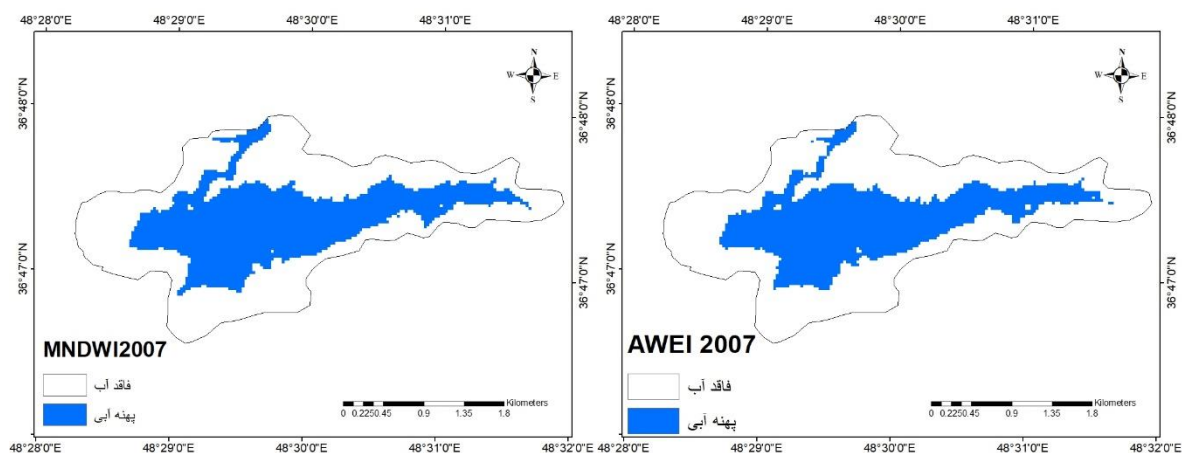 48°28'0"E 48°29'0"E 48°30'0"E 48°31'0"E
48°28'0"E 48°29'0"E 48°30'0"E 48°31'0"E
N
W E
S
N
W E
S
36°48'0"N 36°48'0"N 36°48'0"N 36°48'0"N
36°47'0"N 36°47'0"N 36°47'0"N 36°47'0"N
MNDWI2007
فاقد آب
پهنه آبی
Kilometers
0 0.2250.45 0.9 1.35 1.8
AWEI 2007
فاقد آب
پهنه آبی
Kilometers
0 0.2250.45 0.9 1.35 1.8
48°28'0"E 48°29'0"E 48°30'0"E 48°31'0"E 48°32'0"E
48°28'0"E 48°29'0"E 48°30'0"E 48°31'0"E 48°32'0"E